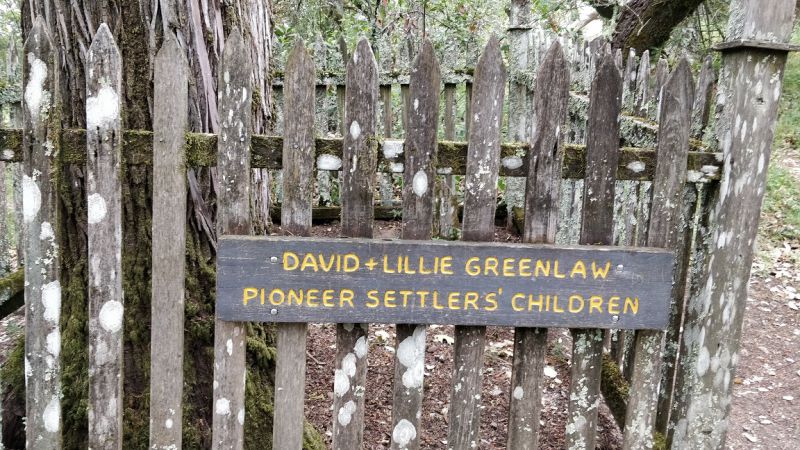 DAVID + LILLIE GREENLAW
PIONEER SETTLERS' CHILDREN